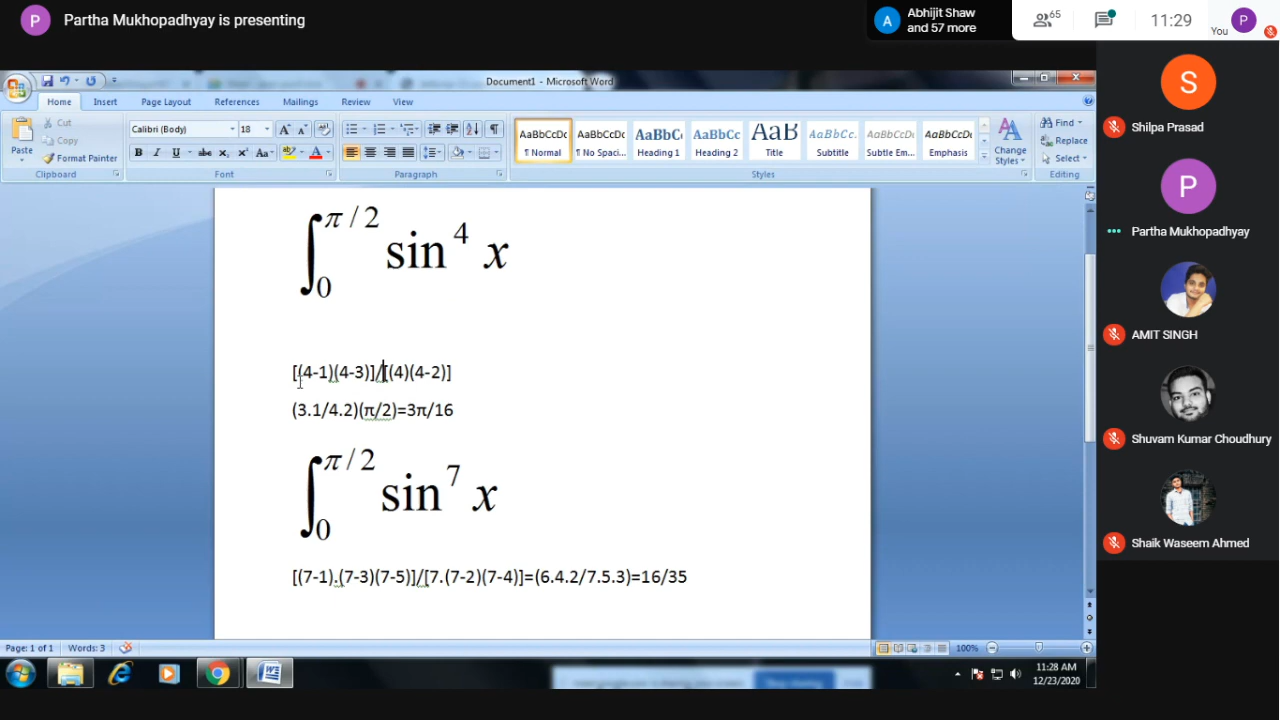 P Partha Mukhopadhyay is presenting
A Abhijit Shaw
and 57 more
65
11:29
You P
Document1 - Microsoft Word
Home Insert Page Layout References Mailings Review View
Paste
Cut
Copy
Format Painter
Clipboard
Calibri (Body) 18
Font
Paragraph
AaBbCcDc AaBbCcDc AaBbC AaBbCc AaB AaBbCc. AaBbCcDc AaBbCcDc
¶ Normal ¶ No Spaci... Heading 1 Heading 2 Title Subtitle Subtle Em... Emphasis
Change Styles
Styles
Find
Replace
Select
Editing
∫₀^π/2 sin⁴ x
[(4-1)(4-3)]/[(4)(4-2)]
(3.1/4.2)(π/2)=3π/16
∫₀^π/2 sin⁷ x
[(7-1).(7-3)(7-5)]/[7.(7-2)(7-4)]=(6.4.2/7.5.3)=16/35
S
Shilpa Prasad
P
Partha Mukhopadhyay
AMIT SINGH
Shuvam Kumar Choudhury
Shaik Waseem Ahmed
Page: 1 of 1 Words: 3 100%
11:28 AM
12/23/2020